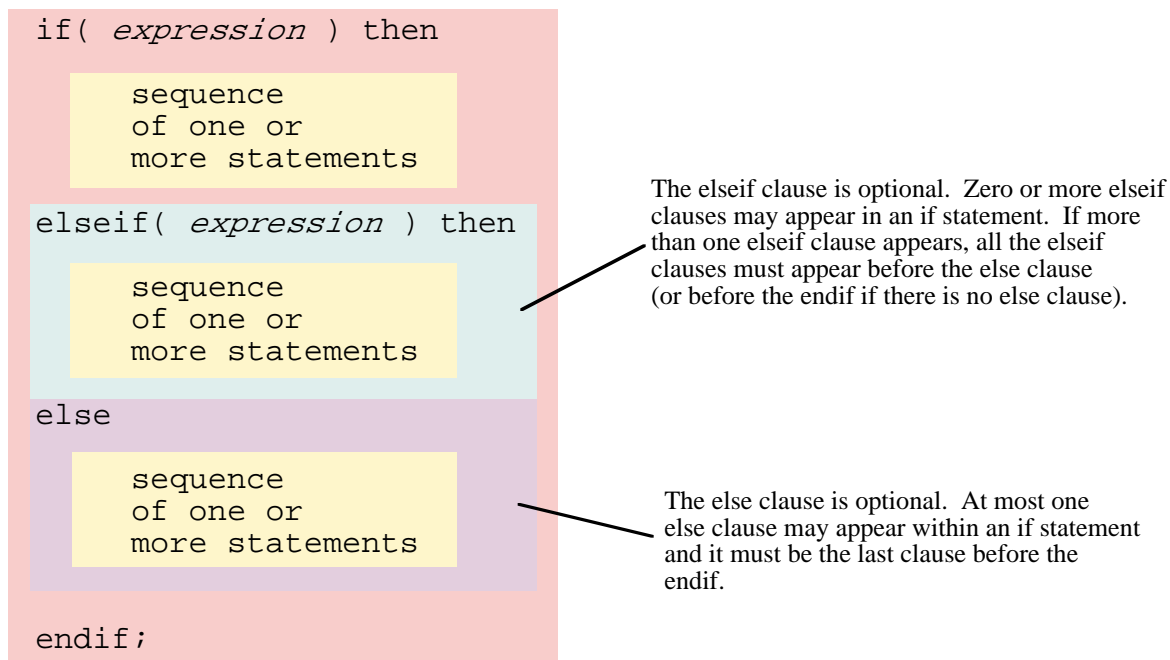 if( expression ) then
sequence
of one or
more statements
elseif( expression ) then
sequence
of one or
more statements
else
sequence
of one or
more statements
endif;
The elseif clause is optional.  Zero or more elseif
clauses may appear in an if statement.  If more
than one elseif clause appears, all the elseif
clauses must appear before the else clause
(or before the endif if there is no else clause).
The else clause is optional.  At most one
else clause may appear within an if statement
and it must be the last clause before the
endif.